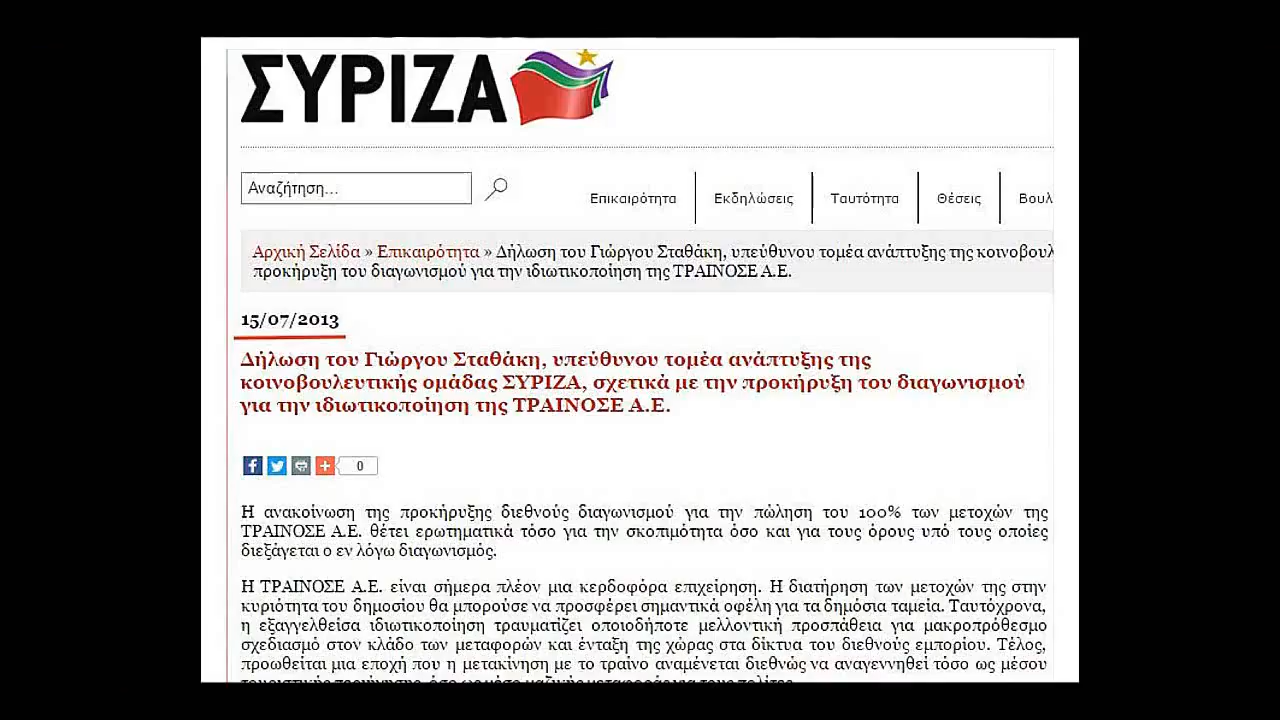 ΣΥΡΙΖΑ
Αναζήτηση...
Επικαιρότητα
Εκδηλώσεις
Ταυτότητα
Θέσεις
Βουλ
Αρχική Σελίδα » Επικαιρότητα » Δήλωση του Γιώργου Σταθάκη, υπεύθυνου τομέα ανάπτυξης της κοινοβουλ
προκήρυξη του διαγωνισμού για την ιδιωτικοποίηση της ΤΡΑΙΝΟΣΕ Α.Ε.
15/07/2013
Δήλωση του Γιώργου Σταθάκη, υπεύθυνου τομέα ανάπτυξης της
κοινοβουλευτικής ομάδας ΣΥΡΙΖΑ, σχετικά με την προκήρυξη του διαγωνισμού
για την ιδιωτικοποίηση της ΤΡΑΙΝΟΣΕ Α.Ε.
0
Η ανακοίνωση της προκήρυξης διεθνούς διαγωνισμού για την πώληση του 100% των μετοχών της
ΤΡΑΙΝΟΣΕ Α.Ε. θέτει ερωτηματικά τόσο για την σκοπιμότητα όσο και για τους όρους υπό τους οποίες
διεξάγεται ο εν λόγω διαγωνισμός.
Η ΤΡΑΙΝΟΣΕ Α.Ε. είναι σήμερα πλέον μια κερδοφόρα επιχείρηση. Η διατήρηση των μετοχών της στην
κυριότητα του δημοσίου θα μπορούσε να προσφέρει σημαντικά οφέλη για τα δημόσια ταμεία. Ταυτόχρονα,
η εξαγγελθείσα ιδιωτικοποίηση τραυματίζει οποιοδήποτε μελλοντική προσπάθεια για μακροπρόθεσμο
σχεδιασμό στον κλάδο των μεταφορών και ένταξη της χώρας στα δίκτυα του διεθνούς εμπορίου. Τέλος,
προωθείται μια εποχή που η μετακίνηση με το τραίνο αναμένεται διεθνώς να αναγεννηθεί τόσο ως μέσου